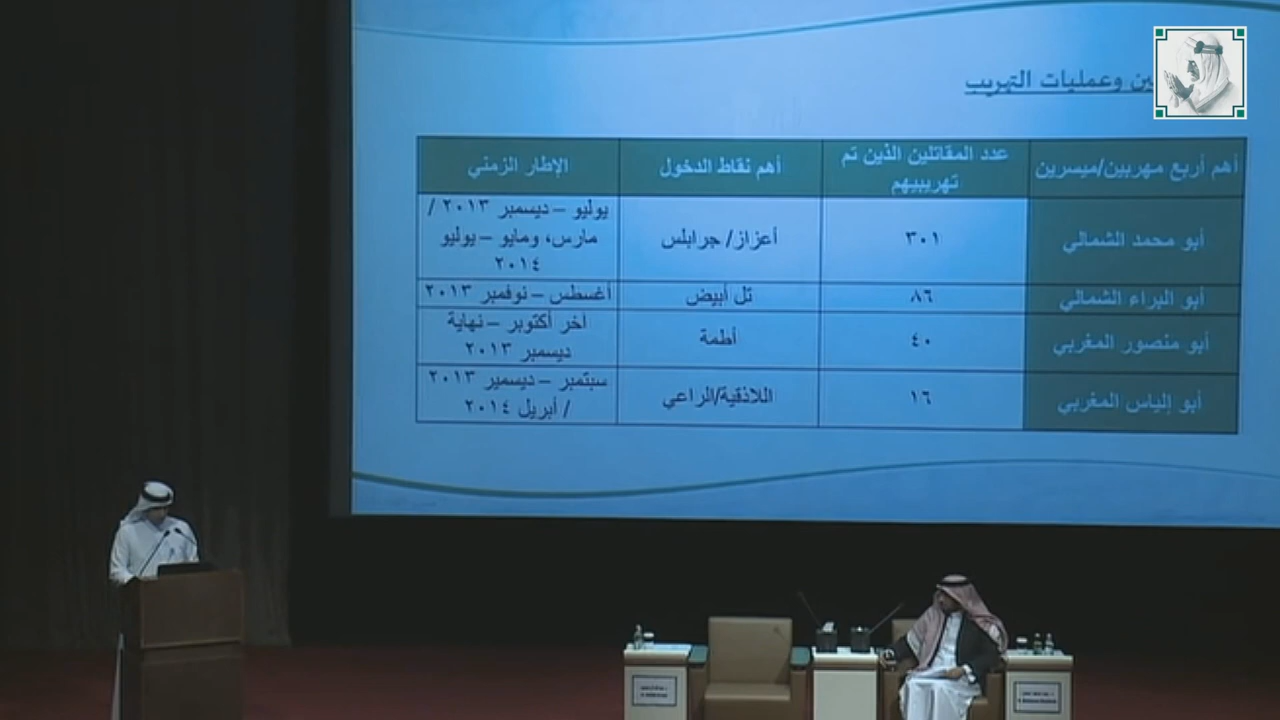 ين وعمليات التهريب
أهم أربع مهربين/ميسرين
عدد المقاتلين الذين تم
تهريبيهم
أهم نقاط الدخول
الإطار الزمني
أبو محمد الشمالي
٣٠١
أعزاز/ جرابلس
يوليو – ديسمبر ٢٠١٣ /
مارس، ومايو – يوليو
٢٠١٤
أبو البراء الشمالي
٨٦
تل أبيض
أغسطس – نوفمبر ٢٠١٣
أبو منصور المغربي
٤٠
أطمة
آخر أكتوبر – نهاية
ديسمبر ٢٠١٣
أبو إلياس المغربي
١٦
اللاذقية/الراعي
سبتمبر – ديسمبر ٢٠١٣
/ أبريل ٢٠١٤